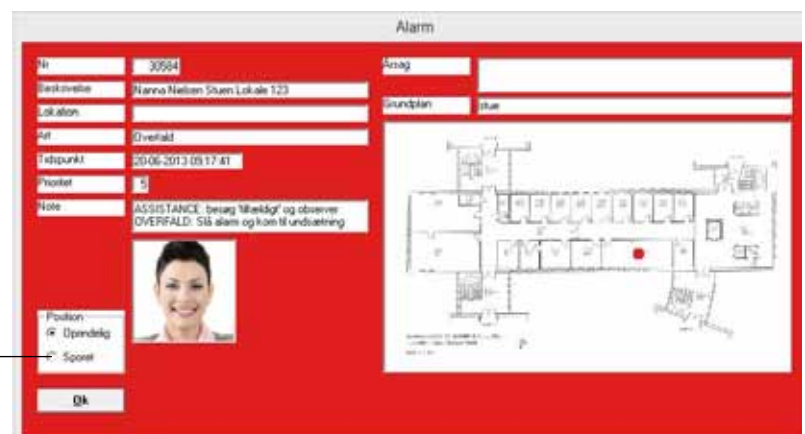 Alarm
Nr
30584
Beskrivelse
Nanna Nielsen Stuen Lokale 123
Lokation
Art
Overfald
Tidspunkt
20-06-2013 09:17:41
Prioritet
5
Note
ASSISTANCE: besøg 'tilfældigt' og observer
OVERFALD: Slå alarm og kom til undsætning
Position
Oprindelig
Sporet
Ok
Årsag
Grundplan
stue